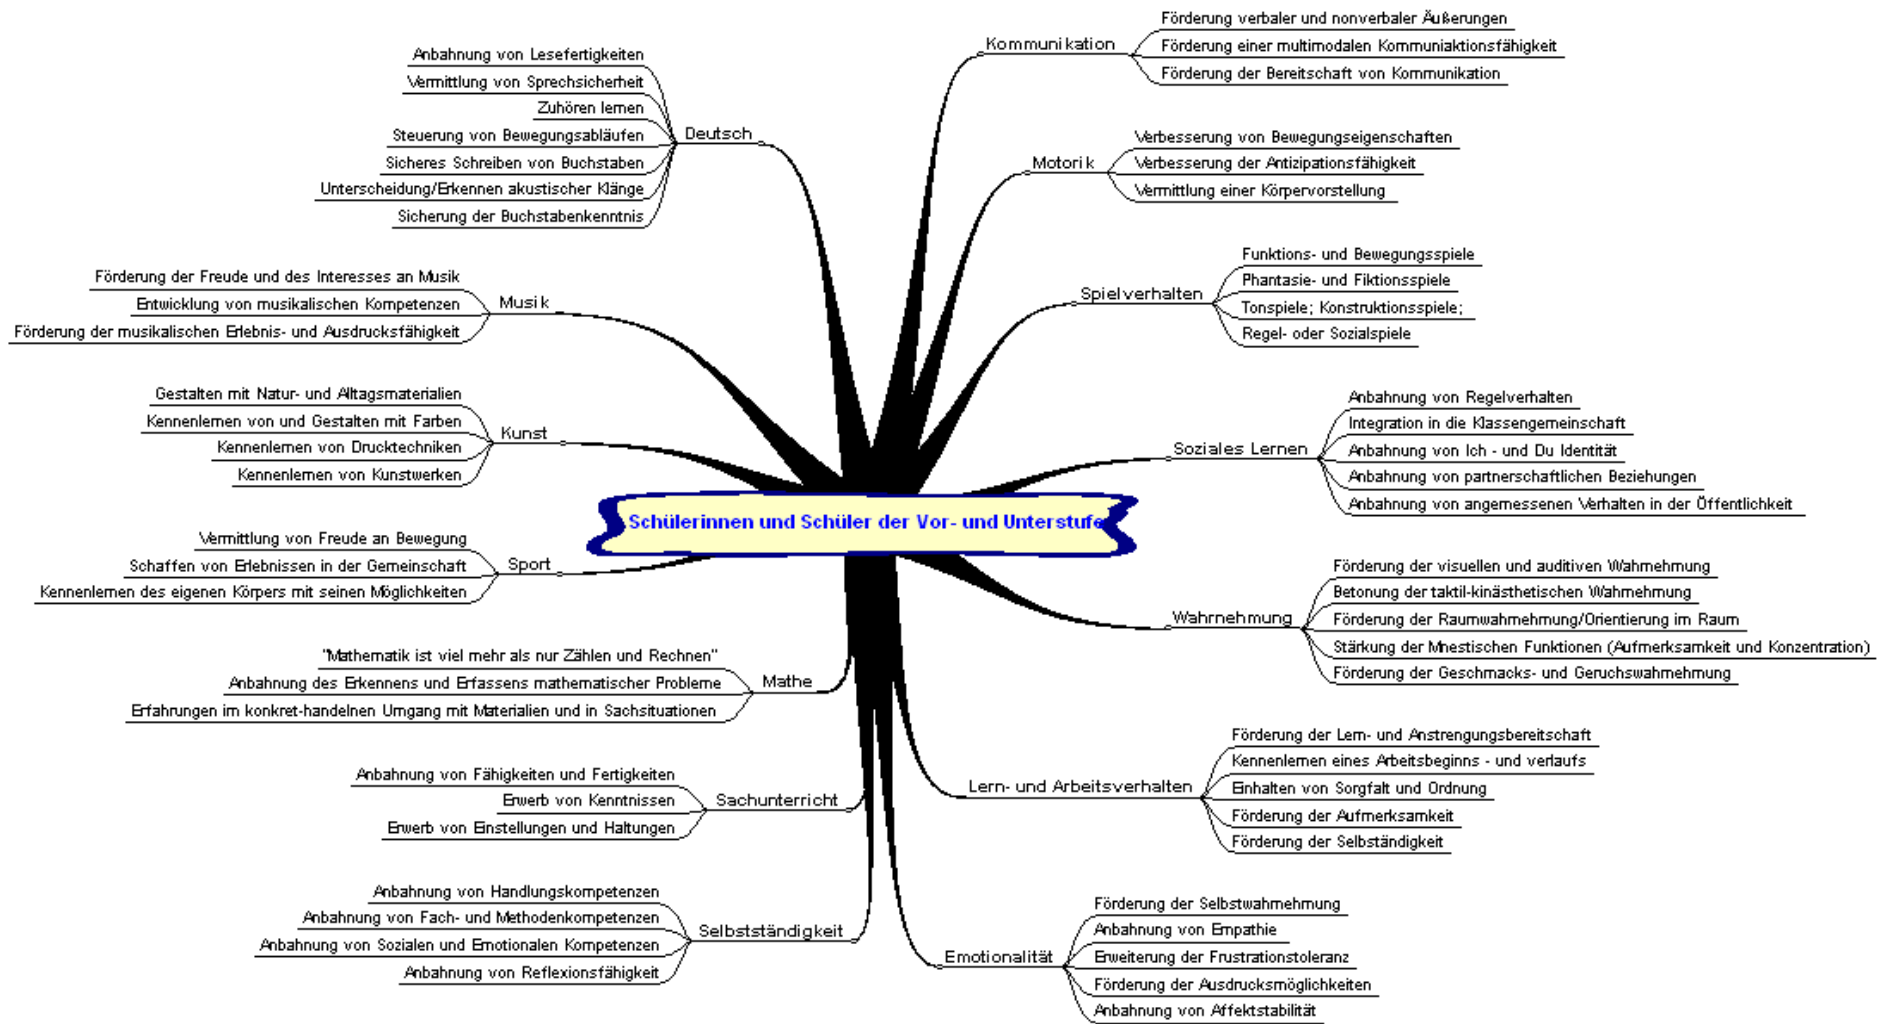 Schülerinnen und Schüler der Vor- und Unterstufe
Deutsch
Anbahnung von Lesefertigkeiten
Vermittlung von Sprechsicherheit
Zuhören lernen
Steuerung von Bewegungsabläufen
Sicheres Schreiben von Buchstaben
Unterscheidung/Erkennen akustischer Klänge
Sicherung der Buchstabenkenntnis
Musik
Förderung der Freude und des Interesses an Musik
Entwicklung von musikalischen Kompetenzen
Förderung der musikalischen Erlebnis- und Ausdrucksfähigkeit
Kunst
Gestalten mit Natur- und Alltagsmaterialien
Kennenlernen von und Gestalten mit Farben
Kennenlernen von Drucktechniken
Kennenlernen von Kunstwerken
Sport
Vermittlung von Freude an Bewegung
Schaffen von Erlebnissen in der Gemeinschaft
Kennenlernen des eigenen Körpers mit seinen Möglichkeiten
Mathe
"Mathematik ist viel mehr als nur Zählen und Rechnen"
Anbahnung des Erkennens und Erfassens mathematischer Probleme
Erfahrungen im konkret-handelnen Umgang mit Materialien und in Sachsituationen
Sachunterricht
Anbahnung von Fähigkeiten und Fertigkeiten
Erwerb von Kenntnissen
Erwerb von Einstellungen und Haltungen
Selbstständigkeit
Anbahnung von Handlungskompetenzen
Anbahnung von Fach- und Methodenkompetenzen
Anbahnung von Sozialen und Emotionalen Kompetenzen
Anbahnung von Reflexionsfähigkeit
Kommunikation
Förderung verbaler und nonverbaler Äußerungen
Förderung einer multimodalen Kommuniaktionsfähigkeit
Förderung der Bereitschaft von Kommunikation
Motorik
Verbesserung von Bewegungseigenschaften
Verbesserung der Antizipationsfähigkeit
Vermittlung einer Körpervorstellung
Spielverhalten
Funktions- und Bewegungsspiele
Phantasie- und Fiktionsspiele
Tonspiele; Konstruktionsspiele;
Regel- oder Sozialspiele
Soziales Lernen
Anbahnung von Regelverhalten
Integration in die Klassengemeinschaft
Anbahnung von Ich - und Du Identität
Anbahnung von partnerschaftlichen Beziehungen
Anbahnung von angemessenen Verhalten in der Öffentlichkeit
Wahrnehmung
Förderung der visuellen und auditiven Wahrnehmung
Betonung der taktil-kinästhetischen Wahrnehmung
Förderung der Raumwahrnehmung/Orientierung im Raum
Stärkung der Mnestischen Funktionen (Aufmerksamkeit und Konzentration)
Förderung der Geschmacks- und Geruchswahrnehmung
Lern- und Arbeitsverhalten
Förderung der Lern- und Anstrengungsbereitschaft
Kennenlernen eines Arbeitsbeginns - und verlaufs
Einhalten von Sorgfalt und Ordnung
Förderung der Aufmerksamkeit
Förderung der Selbständigkeit
Emotionalität
Förderung der Selbstwahrnehmung
Anbahnung von Empathie
Erweiterung der Frustrationstoleranz
Förderung der Ausdrucksmöglichkeiten
Anbahnung von Affektstabilität